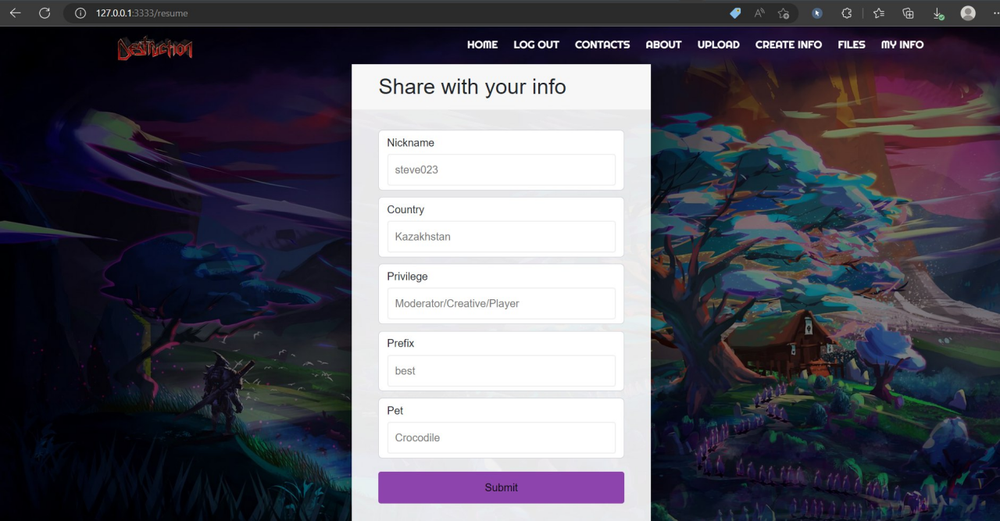 127.0.0.1:3333/resume
DESTRUCTION
HOME LOG OUT CONTACTS ABOUT UPLOAD CREATE INFO FILES MY INFO
Share with your info
Nickname
steve023
Country
Kazakhstan
Privilege
Moderator/Creative/Player
Prefix
best
Pet
Crocodile
Submit